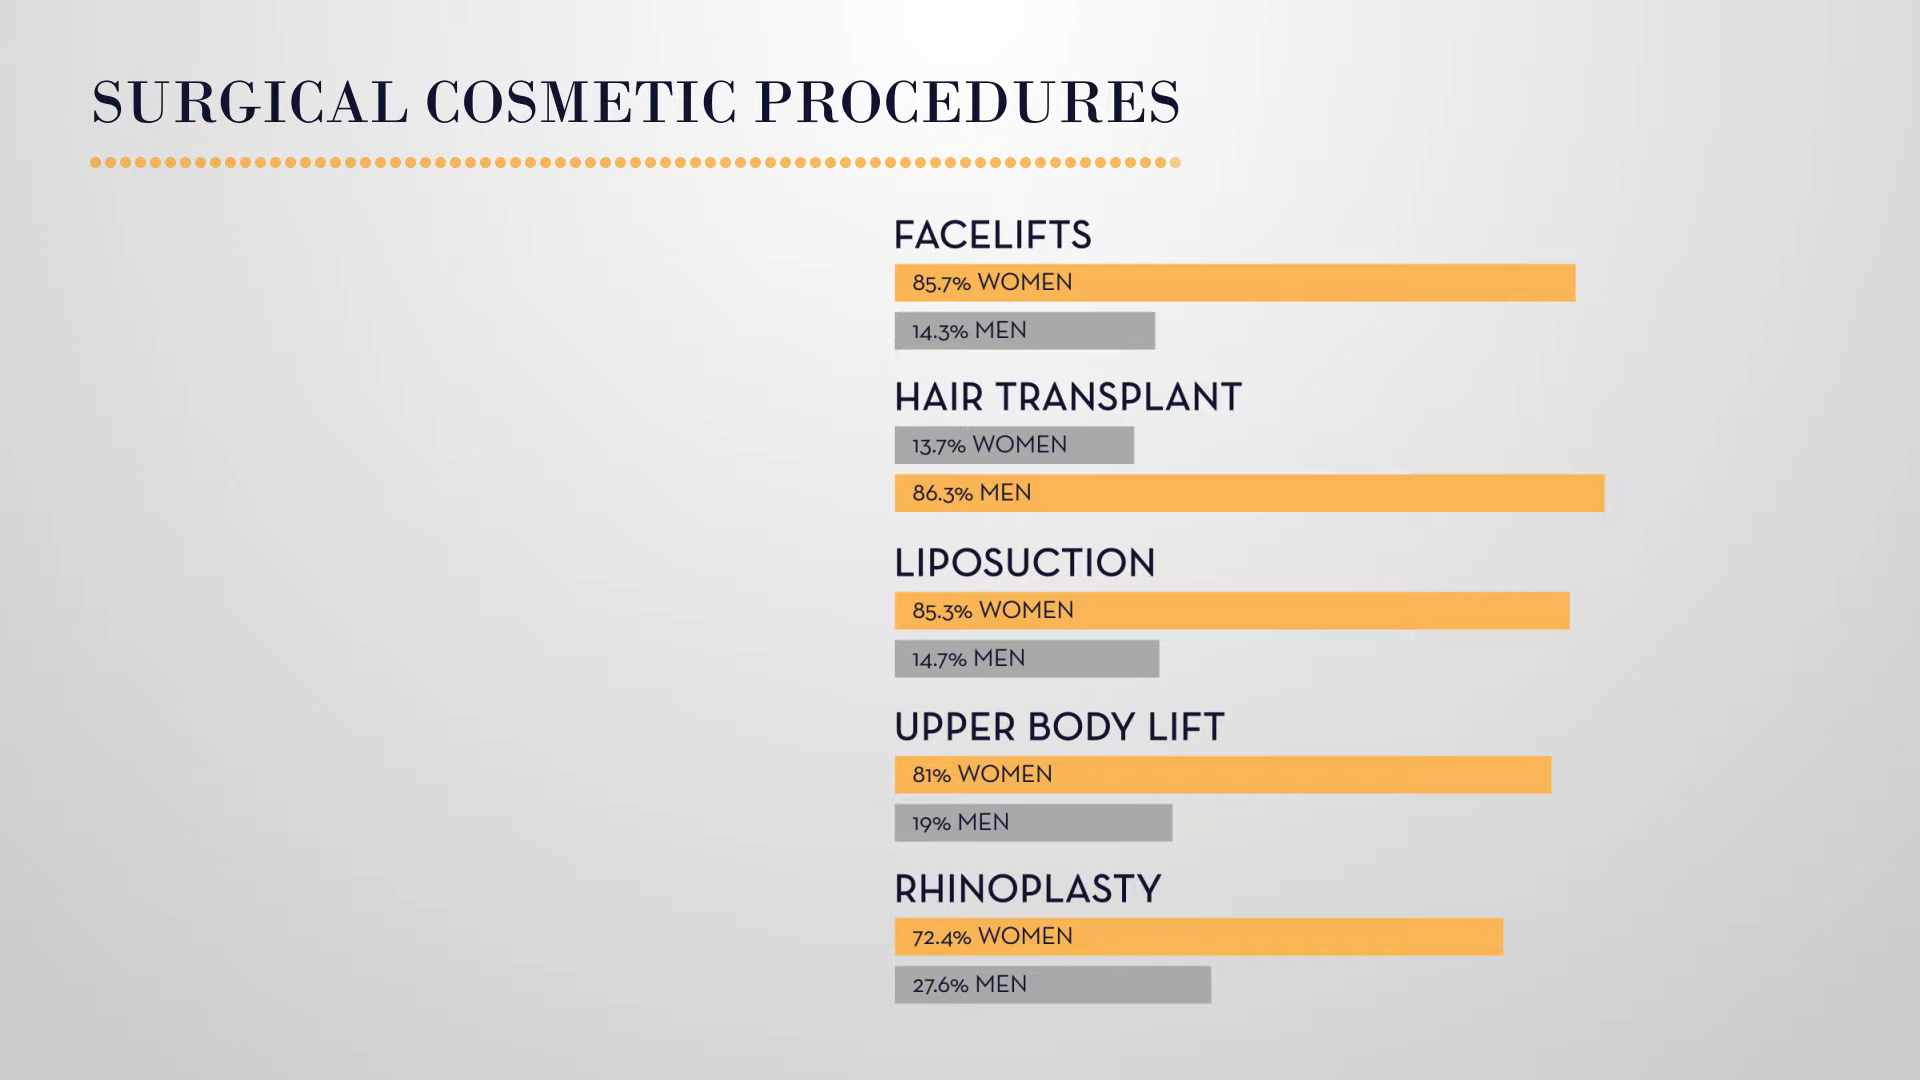 SURGICAL COSMETIC PROCEDURES
FACELIFTS
85.7% WOMEN
14.3% MEN
HAIR TRANSPLANT
13.7% WOMEN
86.3% MEN
LIPOSUCTION
85.3% WOMEN
14.7% MEN
UPPER BODY LIFT
81% WOMEN
19% MEN
RHINOPLASTY
72.4% WOMEN
27.6% MEN